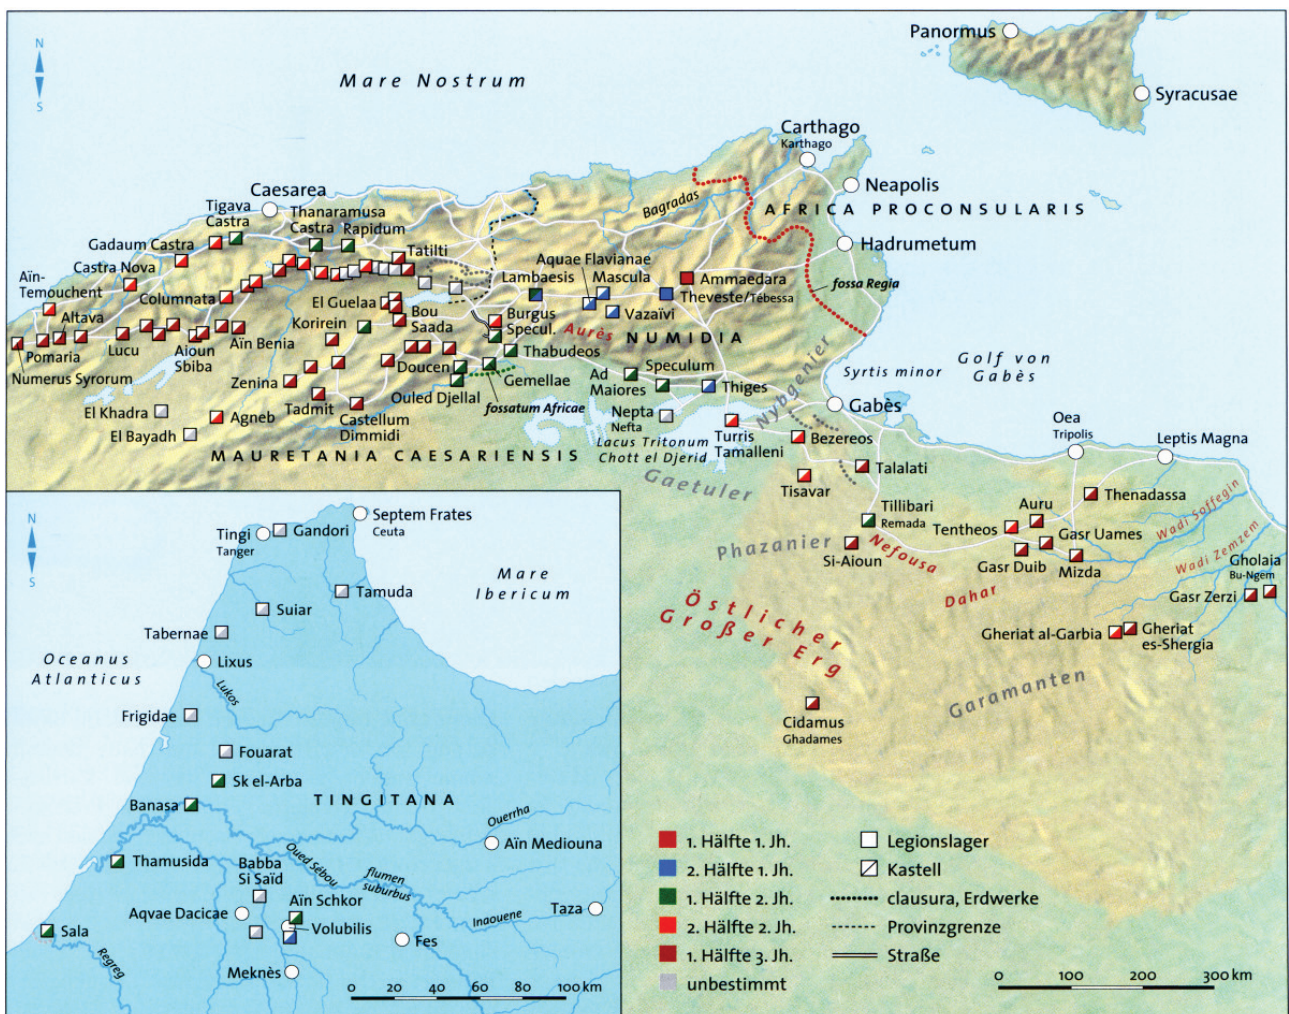 N
S
Mare Nostrum
Panormus
Syracusae
Carthago
Karthago
Neapolis
Bagradas
AFRICA PROCONSULARIS
Hadrumetum
fossa Regia
Caesarea
Tigava
Castra
Thanaramusa
Castra
Rapidum
Gadaum Castra
Tatilti
Castra Nova
Aïn-
Temouchent
Columnata
Altava
Pomaria
Numerus Syrorum
Lucu
Aioun
Sbiba
Aïn Benia
El Guelaa
Korirein
Bou
Saada
Zenina
Tadmit
Doucen
Ouled Djellal
Castellum
Dimmidi
El Khadra
El Bayadh
Agneb
MAURETANIA CAESARIENSIS
Aquae Flavianae
Lambaesis
Mascula
Ammaedara
Theveste/Tébessa
Vazaïvi
Burgus
Specul.
Aurès
NUMIDIA
Thabudeos
Gemellae
fossatum Africae
Ad
Maiores
Speculum
Thiges
Nepta
Nefta
Lacus Tritonum
Chott el Djerid
Turris
Tamalleni
Nybgenier
Gaetuler
Syrtis minor
Golf von
Gabès
Gabès
Bezereos
Tisavar
Talalati
Tillibari
Remada
Phazanier
Si-Aioun
Nefousa
Dahar
Östlicher
Großer Erg
Cidamus
Ghadames
Garamanten
Oea
Tripolis
Leptis Magna
Thenadassa
Auru
Tentheos
Gasr Uames
Gasr Duib
Mizda
Wadi Soffegin
Wadi Zemzem
Gholaia
Bu-Ngem
Gasr Zerzi
Gheriat al-Garbia
Gheriat
es-Shergia
N
S
Septem Frates
Ceuta
Tingi
Tanger
Gandori
Mare
Ibericum
Tamuda
Suiar
Tabernae
Oceanus
Atlanticus
Lixus
Lukos
Frigidae
Fouarat
Sk el-Arba
TINGITANA
Banasa
Ouerrha
Aïn Mediouna
Thamusida
Babba
Si Saïd
Oued Sebou
flumen
suburbus
Aïn Schkor
Aqvae Dacicae
Volubilis
Inaouene
Taza
Sala
Fes
Regreg
Meknès
0 20 40 60 80 100 km
1. Hälfte 1. Jh.
2. Hälfte 1. Jh.
1. Hälfte 2. Jh.
2. Hälfte 2. Jh.
1. Hälfte 3. Jh.
unbestimmt
Legionslager
Kastell
clausura, Erdwerke
Provinzgrenze
Straße
0 100 200 300 km